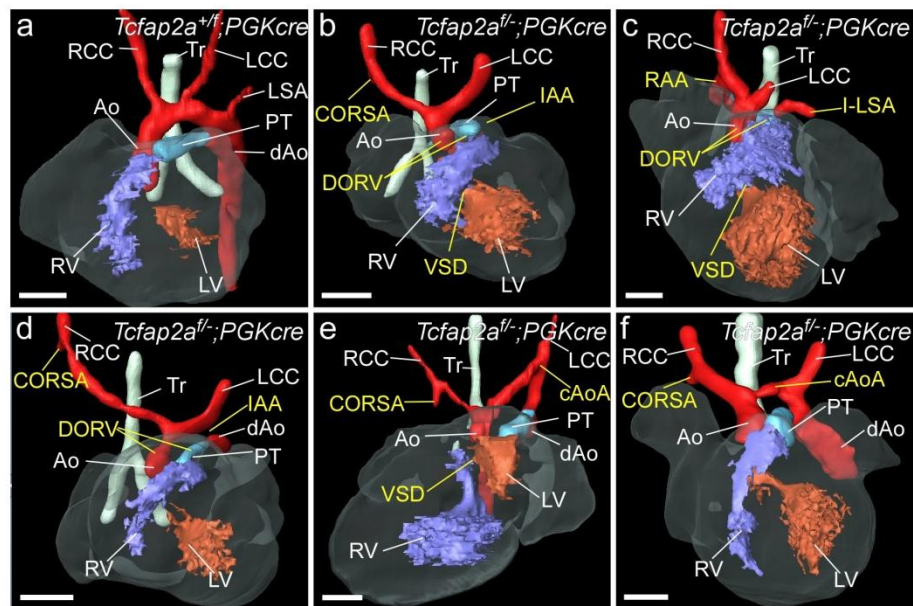 a Tcfap2a+/f;PGKcre
RCC Tr LCC
LSA
Ao PT
dAo
RV LV
b Tcfap2af/-;PGKcre
RCC Tr LCC
PT IAA
CORSA
Ao
DORV
RV VSD LV
c Tcfap2af/-;PGKcre
RCC Tr
LCC
RAA I-LSA
Ao
DORV
RV
VSD LV
d Tcfap2af/-;PGKcre
RCC
CORSA Tr LCC
IAA
DORV dAo
Ao PT
RV LV
e Tcfap2af/-;PGKcre
RCC Tr LCC
cAoA
CORSA
Ao PT
dAo
VSD LV
RV
f Tcfap2af/-;PGKcre
RCC Tr LCC
cAoA
CORSA
PT
Ao dAo
RV LV